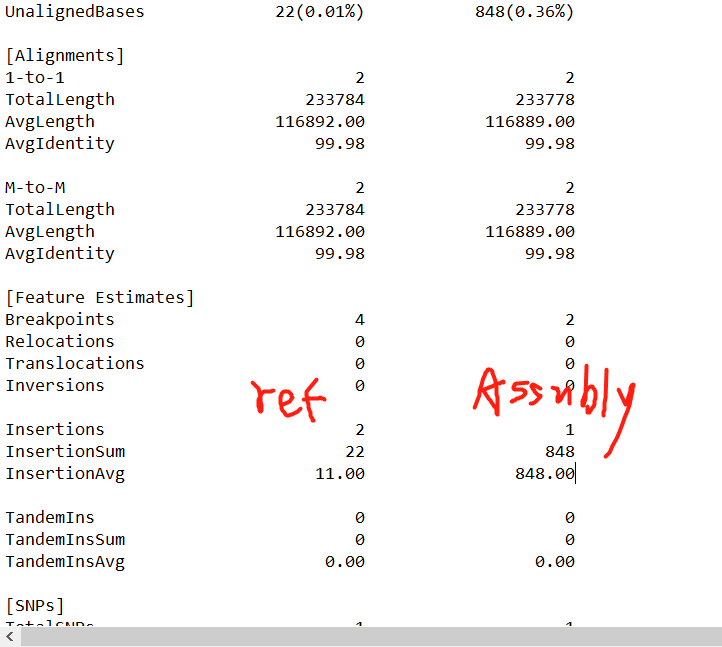 UnalignedBases 22(0.01%) 848(0.36%)
[Alignments]
1-to-1 2 2
TotalLength 233784 233778
AvgLength 116892.00 116889.00
AvgIdentity 99.98 99.98
M-to-M 2 2
TotalLength 233784 233778
AvgLength 116892.00 116889.00
AvgIdentity 99.98 99.98
[Feature Estimates]
Breakpoints 4 2
Relocations 0 0
Translocations 0 0
Inversions 0 0
ref Assmbly
Insertions 2 1
InsertionSum 22 848
InsertionAvg 11.00 848.00
TandemIns 0 0
TandemInsSum 0 0
TandemInsAvg 0.00 0.00
[SNPs]
TotalSNPs 1 1